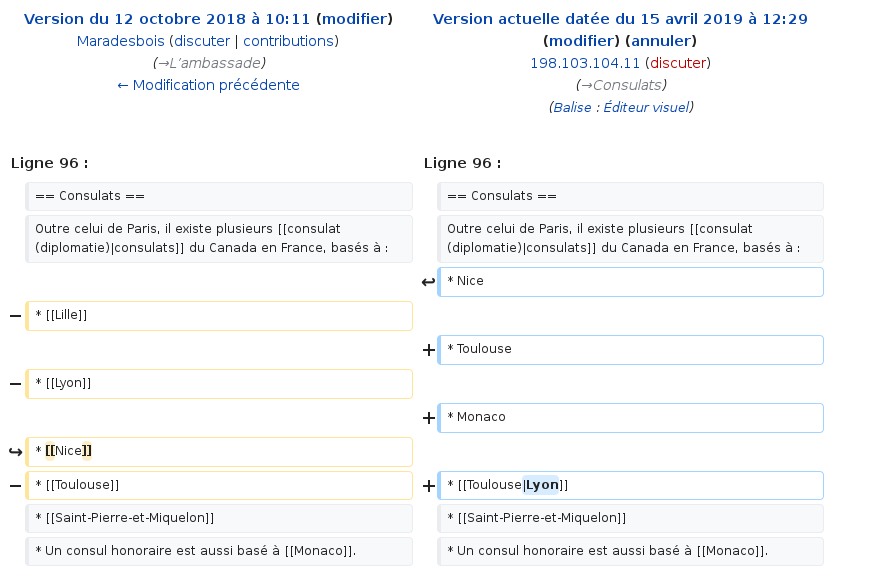 Version du 12 octobre 2018 à 10:11 (modifier)
Maradesbois (discuter | contributions)
(→L'ambassade)
← Modification précédente
Version actuelle datée du 15 avril 2019 à 12:29
(modifier) (annuler)
198.103.104.11 (discuter)
(→Consulats)
(Balise : Éditeur visuel)
Ligne 96 :
Ligne 96 :
== Consulats ==
== Consulats ==
Outre celui de Paris, il existe plusieurs [[consulat
(diplomatie)|consulats]] du Canada en France, basés à :
Outre celui de Paris, il existe plusieurs [[consulat
(diplomatie)|consulats]] du Canada en France, basés à :
↩ * Nice
− * [[Lille]]
+ * Toulouse
− * [[Lyon]]
+ * Monaco
↪ * [[Nice]]
− * [[Toulouse]]
+ * [[Toulouse|Lyon]]
* [[Saint-Pierre-et-Miquelon]]
* [[Saint-Pierre-et-Miquelon]]
* Un consul honoraire est aussi basé à [[Monaco]].
* Un consul honoraire est aussi basé à [[Monaco]].